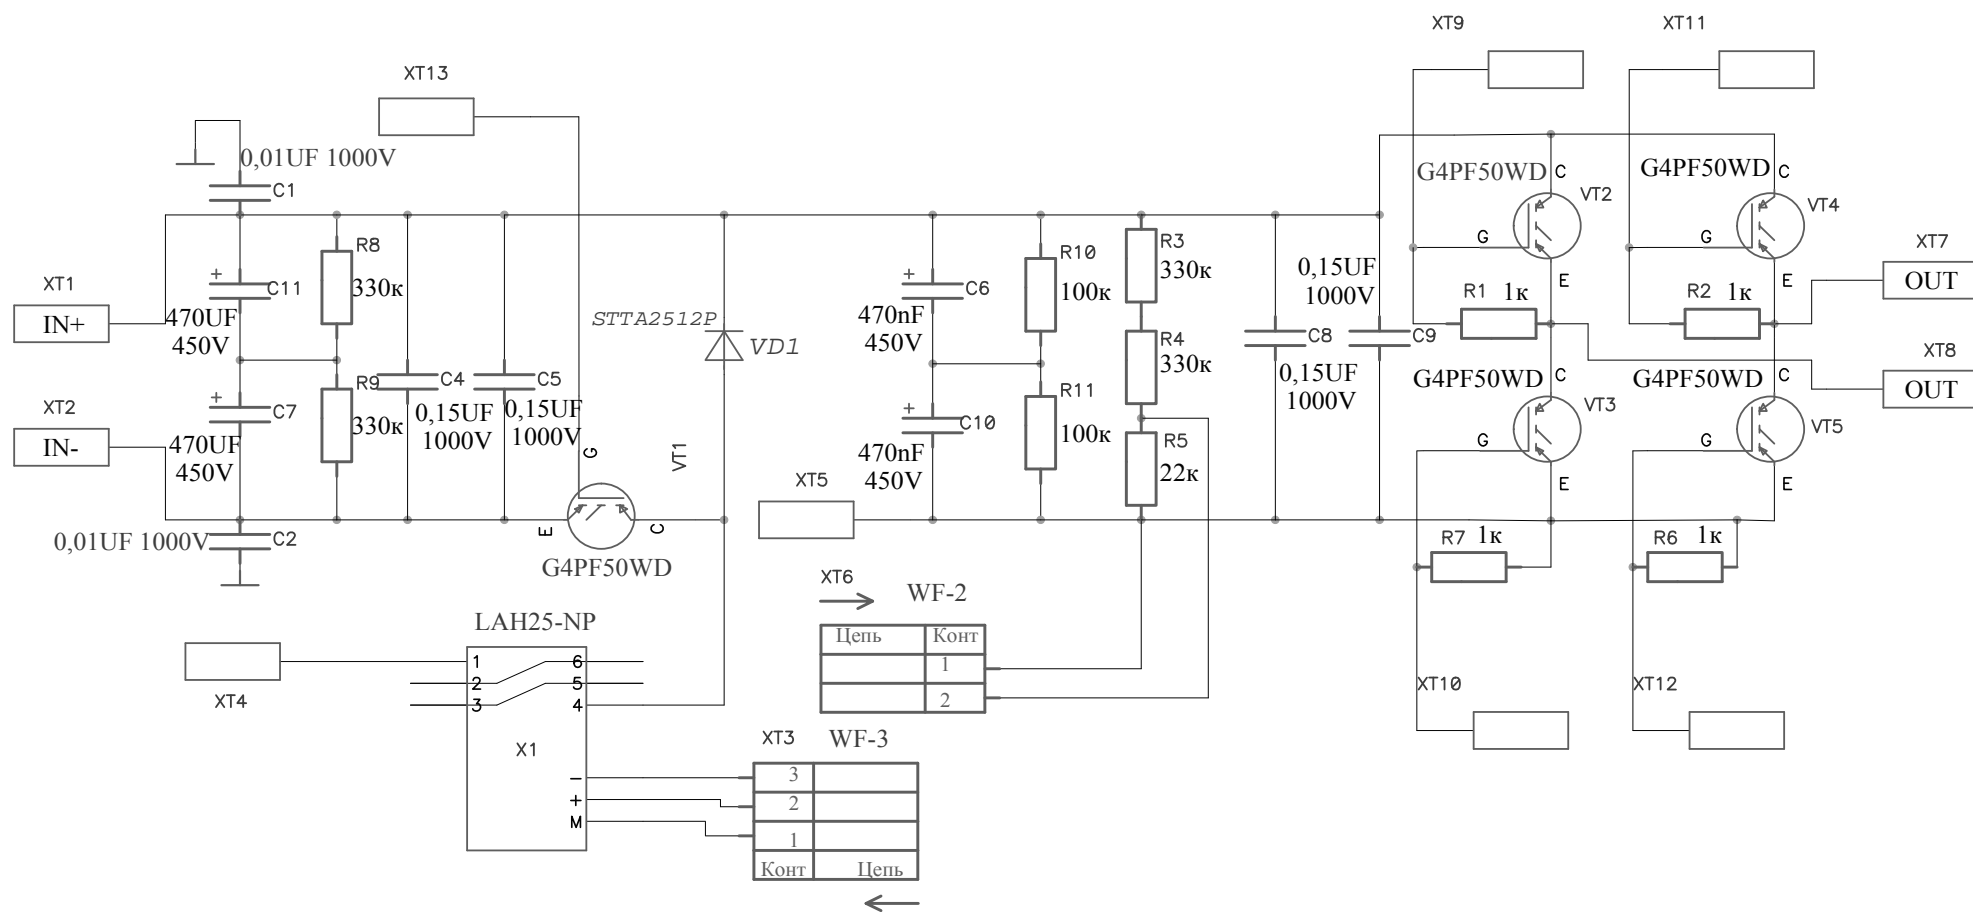 XT9
XT11
XT13
0,01UF 1000V
C1
G4PF50WD
C
VT2
G4PF50WD
C
VT4
G
E
G
E
XT1
IN+
C11
470UF
450V
R8
330к
STTA2512P
VD1
C6
470nF
450V
R10
100к
R3
330к
R4
330к
0,15UF
1000V
C8
C9
0,15UF
1000V
R1
1к
R2
1к
XT7
OUT
XT8
OUT
XT2
IN-
C7
470UF
450V
R9
330к
C4
0,15UF
1000V
C5
0,15UF
1000V
G
VT1
E
C
G4PF50WD
C10
470nF
450V
R11
100к
R5
22к
G4PF50WD
C
VT3
G
E
G4PF50WD
C
VT5
G
E
XT5
0,01UF 1000V
C2
R7
1к
R6
1к
XT6
WF-2
Цепь
Конт
1
2
LAH25-NP
XT4
1
2
3
6
5
4
X1
−
+
M
XT3
WF-3
3
2
1
Конт
Цепь
XT10
XT12